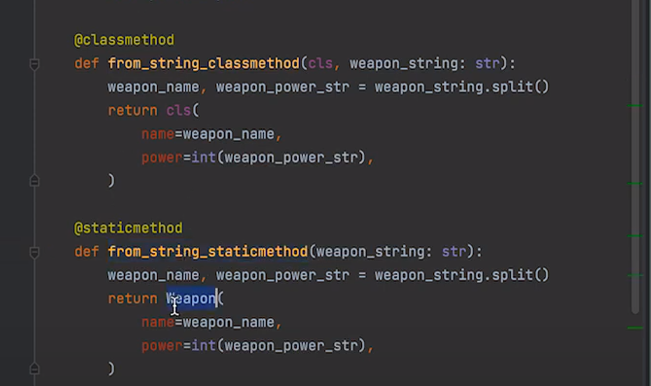 @classmethod
def from_string_classmethod(cls, weapon_string: str):
    weapon_name, weapon_power_str = weapon_string.split()
    return cls(
        name=weapon_name,
        power=int(weapon_power_str),
    )
@staticmethod
def from_string_staticmethod(weapon_string: str):
    weapon_name, weapon_power_str = weapon_string.split()
    return Weapon(
        name=weapon_name,
        power=int(weapon_power_str),
    )